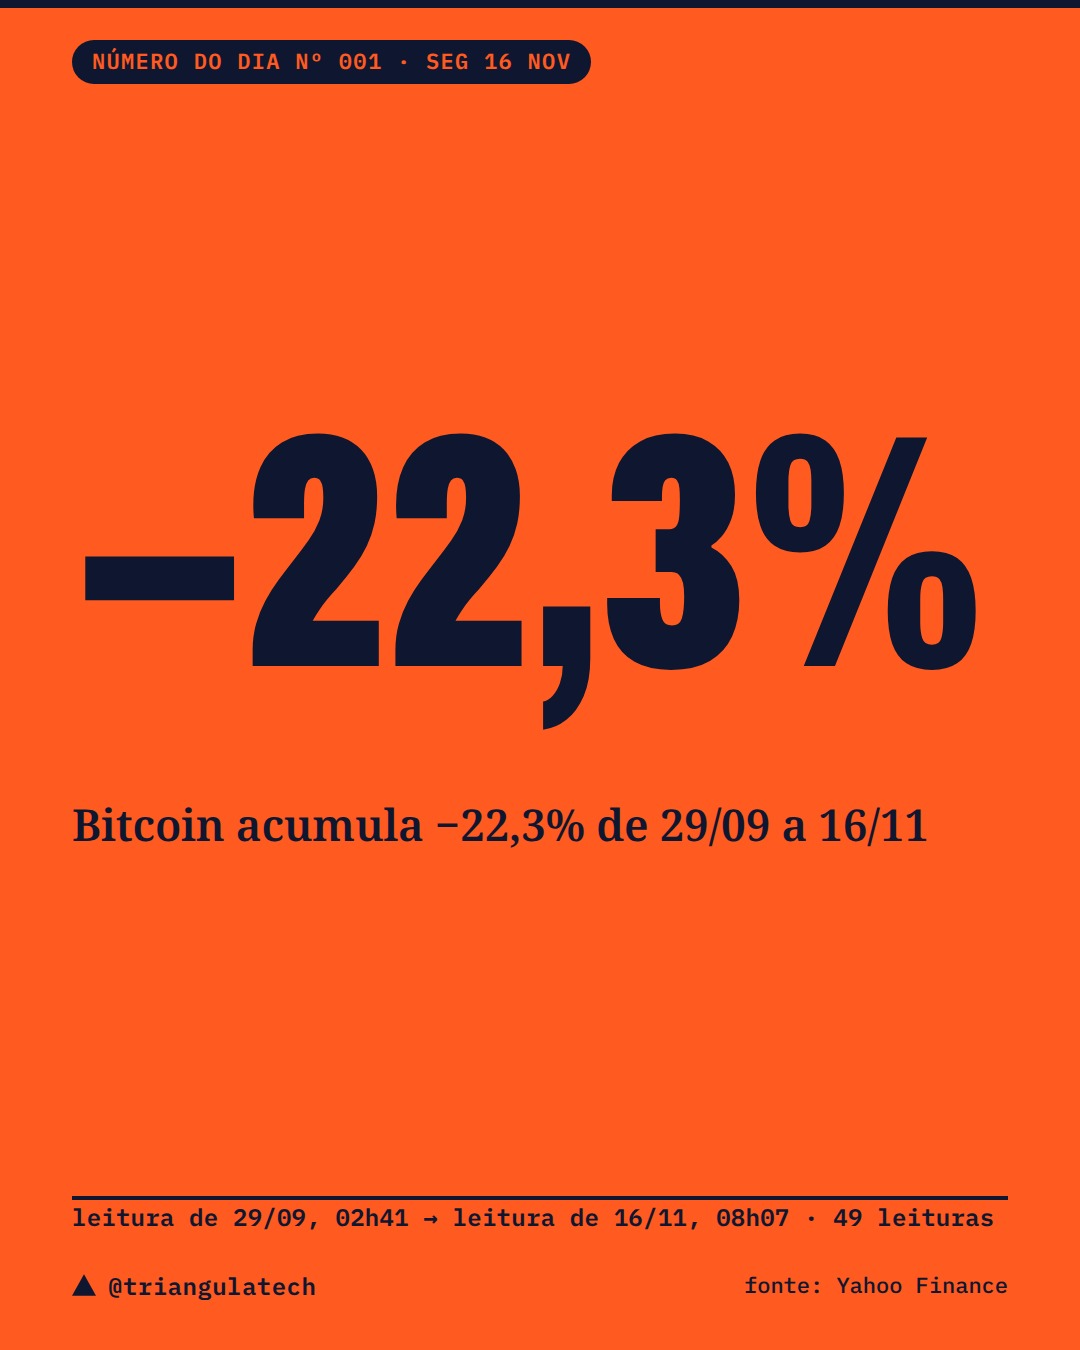 NÚMERO DO DIA Nº 001 · SEG 16 NOV
−22,3%
Bitcoin acumula −22,3% de 29/09 a 16/11
leitura de 29/09, 02h41 → leitura de 16/11, 08h07 · 49 leituras
@triangulatech
fonte: Yahoo Finance